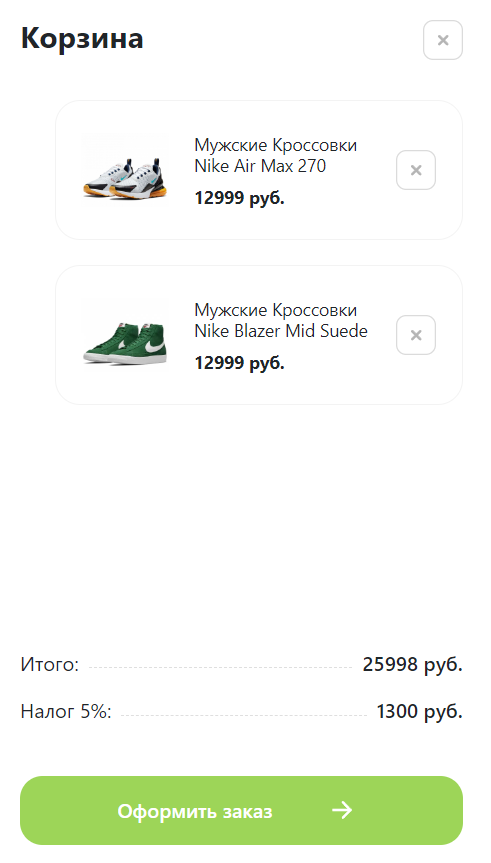 Корзина
Мужские Кроссовки
Nike Air Max 270
12999 руб.
Мужские Кроссовки
Nike Blazer Mid Suede
12999 руб.
Итого: 25998 руб.
Налог 5%: 1300 руб.
Оформить заказ